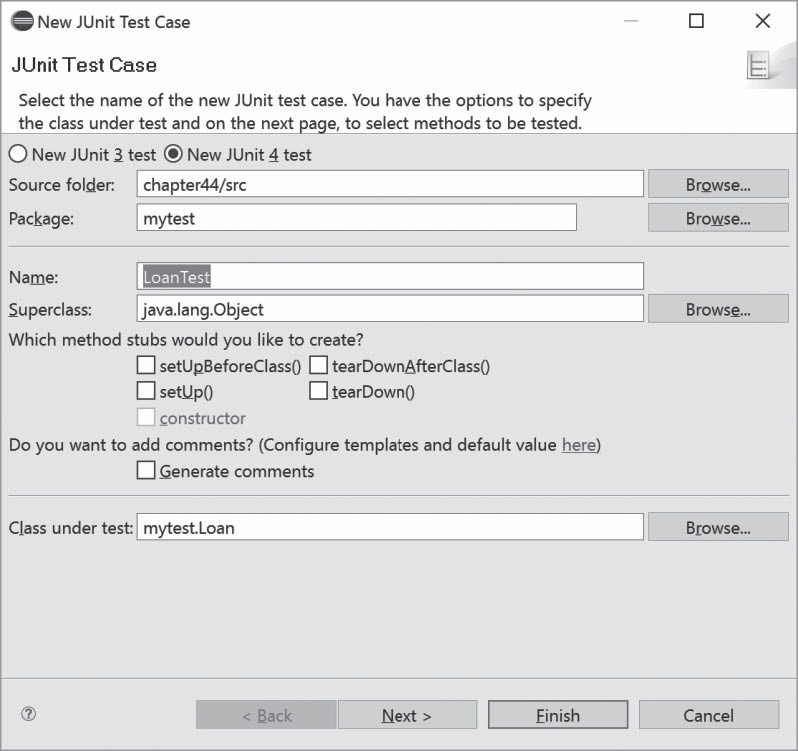 New JUnit Test Case
JUnit Test Case
Select the name of the new JUnit test case. You have the options to specify
the class under test and on the next page, to select methods to be tested.
New JUnit 3 test New JUnit 4 test
Source folder: chapter44/src Browse...
Package: mytest Browse...
Name: LoanTest
Superclass: java.lang.Object Browse...
Which method stubs would you like to create?
setUpBeforeClass() tearDownAfterClass()
setUp() tearDown()
constructor
Do you want to add comments? (Configure templates and default value here)
Generate comments
Class under test: mytest.Loan Browse...
? < Back Next > Finish Cancel